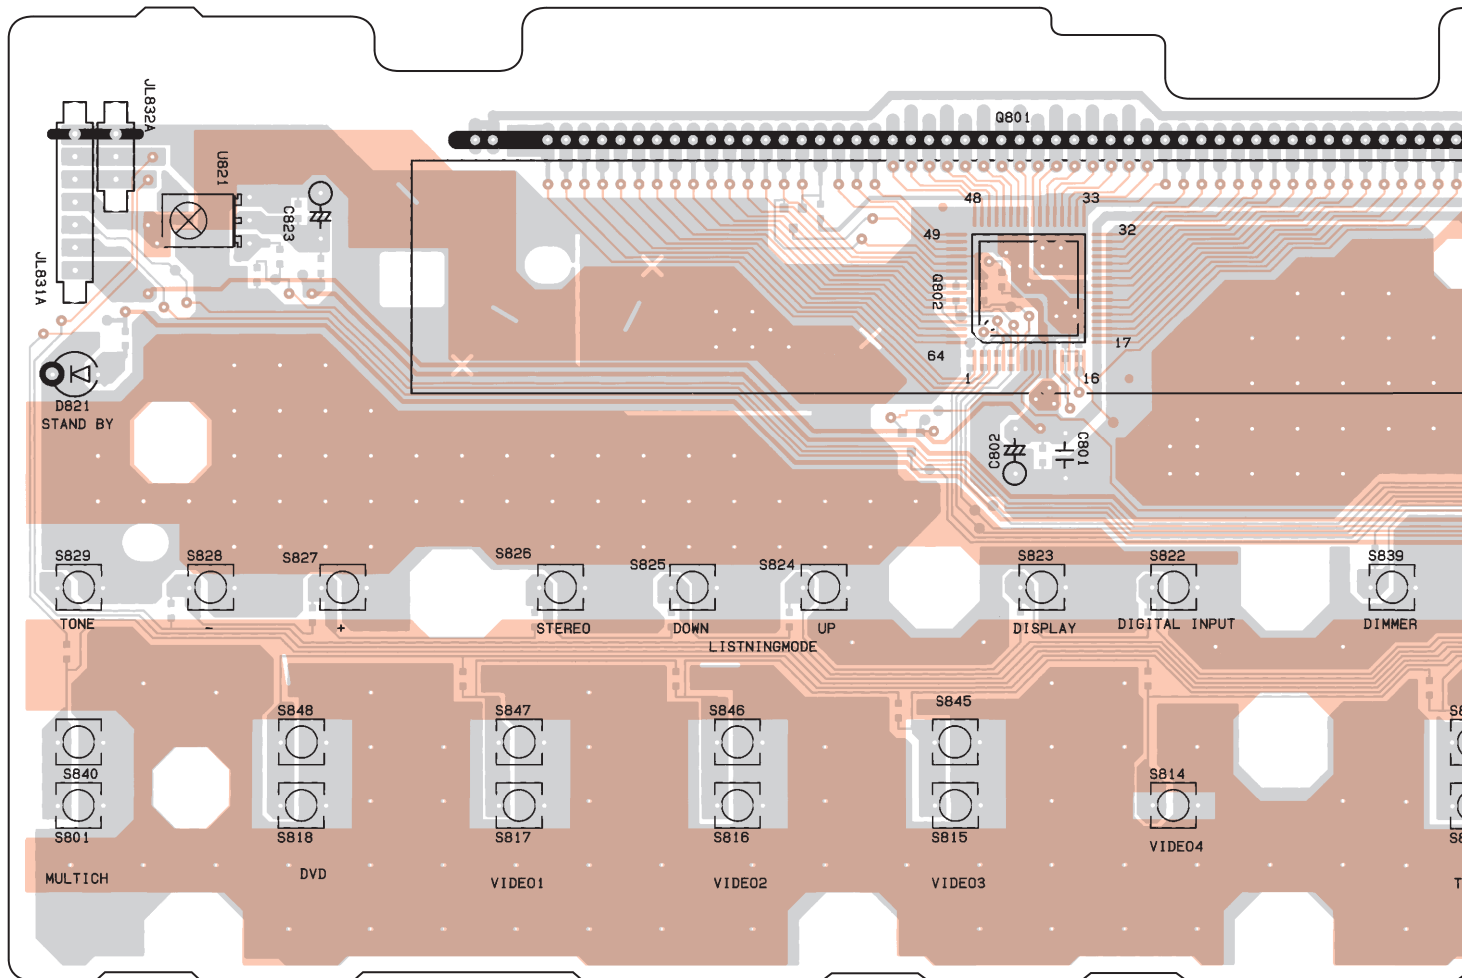 JL832A
Q801
U821
C823
48
33
49
32
JL831A
Q802
64
17
1
16
D821
STAND BY
C802
C801
S829
S828
S827
S826
S825
S824
S823
S822
S839
TONE
-
+
STEREO
DOWN
UP
DISPLAY
DIGITAL INPUT
DIMMER
LISTNINGMODE
S848
S847
S846
S845
S840
S814
S801
S818
S817
S816
S815
VIDEO4
MULTICH
DVD
VIDEO1
VIDEO2
VIDEO3